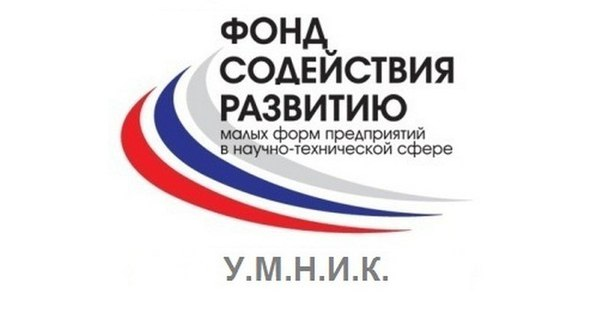 ФОНД
СОДЕЙСТВИЯ
РАЗВИТИЮ
малых форм предприятий
в научно-технической сфере
У.М.Н.И.К.